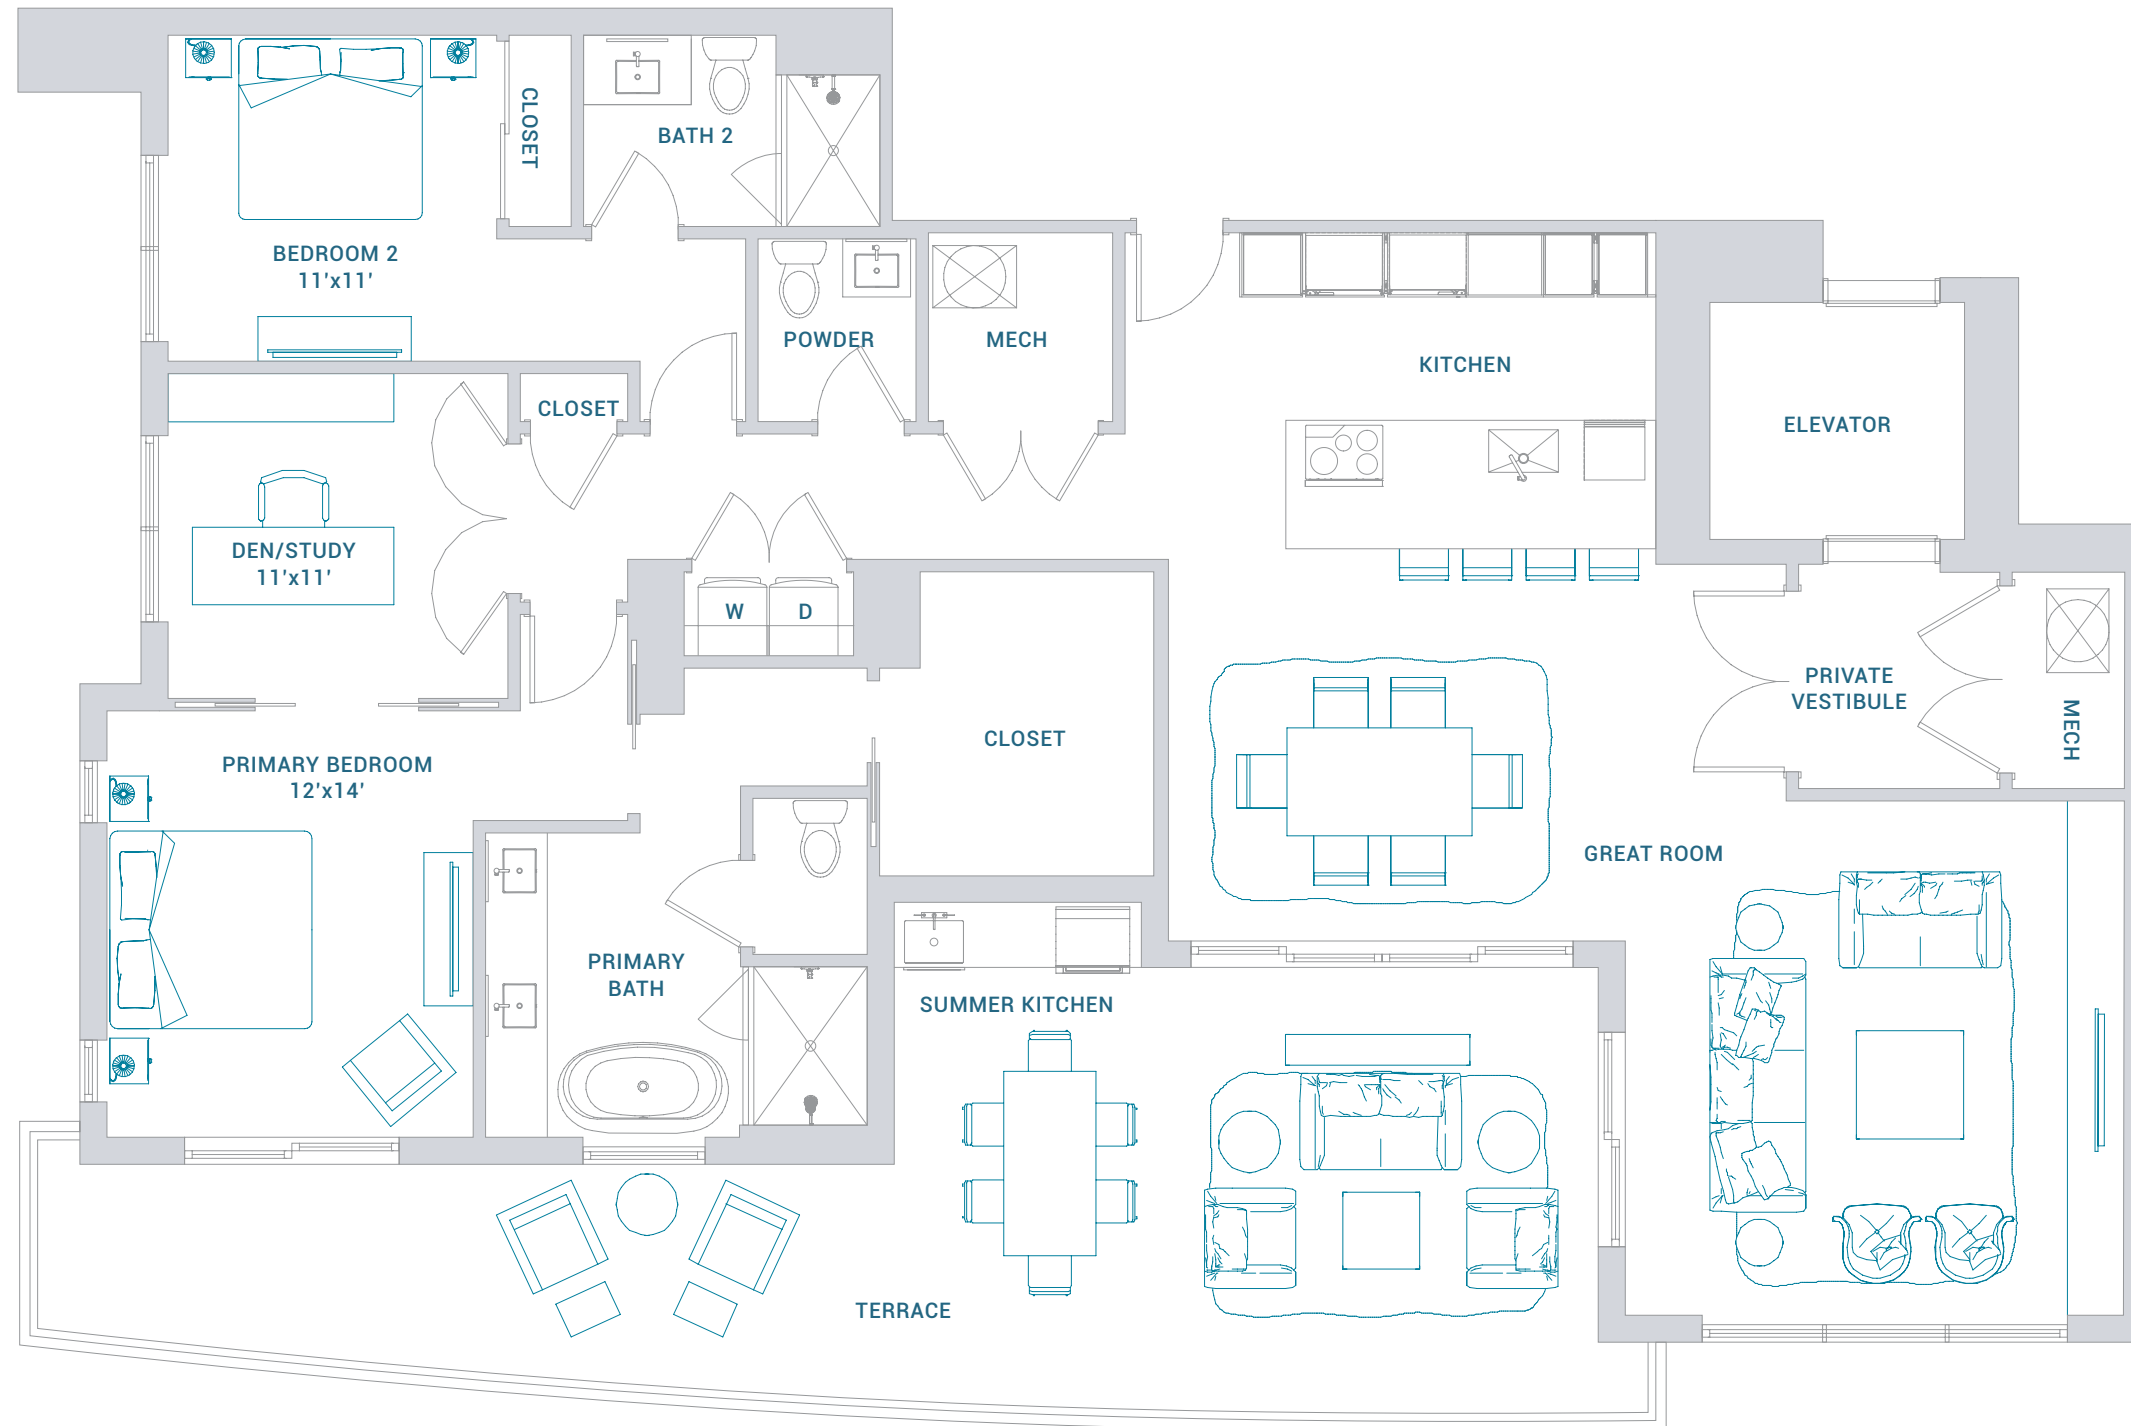 CLOSET
BATH 2
BEDROOM 2
11'x11'
POWDER
MECH
KITCHEN
CLOSET
ELEVATOR
DEN/STUDY
11'x11'
W
D
PRIVATE
VESTIBULE
MECH
CLOSET
PRIMARY BEDROOM
12'x14'
GREAT ROOM
PRIMARY
BATH
SUMMER KITCHEN
TERRACE